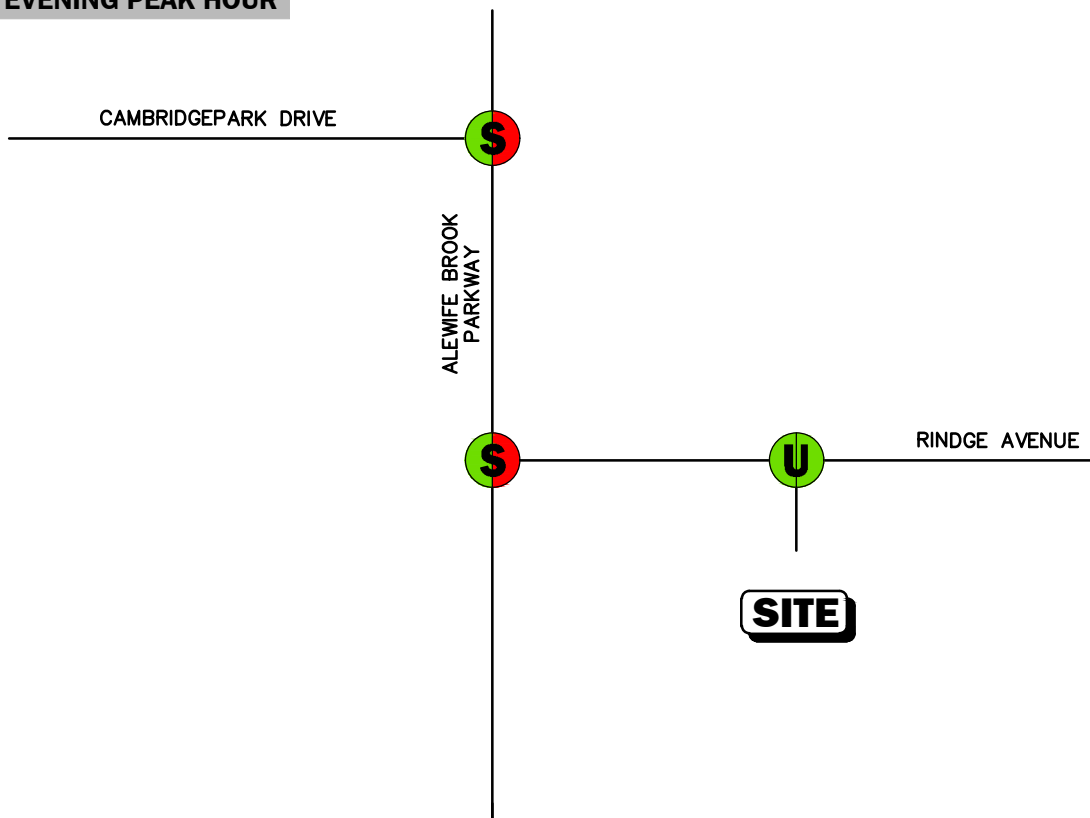 EVENING PEAK HOUR
CAMBRIDGEPARK DRIVE
S
ALEWIFE BROOK
PARKWAY
S
U
RINDGE AVENUE
SITE